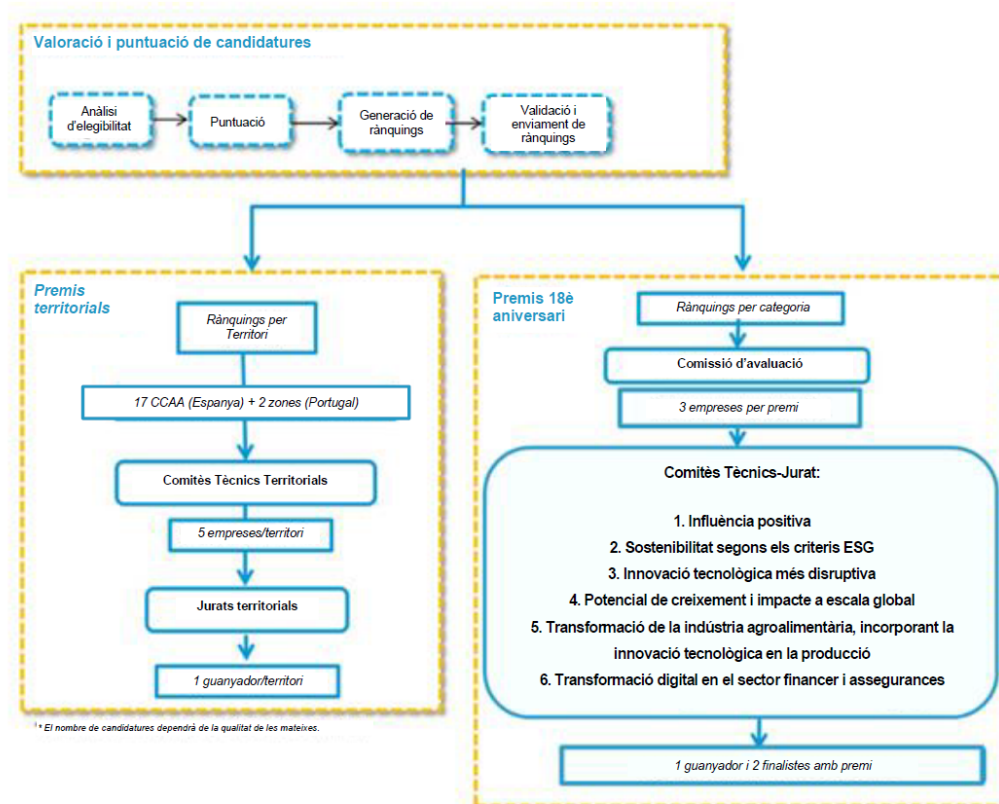 Valoració i puntuació de candidatures
Anàlisi
d'elegibilitat
Puntuació
Generació de
rànquings
Validació i
enviament de
rànquings
Premis
territorials
Rànquings per
Territori
17 CCAA (Espanya) + 2 zones (Portugal)
Comitès Tècnics Territorials
5 empreses/territori
Jurats territorials
1 guanyador/territori
* El nombre de candidatures dependrà de la qualitat de les mateixes.
Premis 18è
aniversari
Rànquings per categoria
Comissió d'avaluació
3 empreses per premi
Comitès Tècnics-Jurat:
1. Influència positiva
2. Sostenibilitat segons els criteris ESG
3. Innovació tecnològica més disruptiva
4. Potencial de creixement i impacte a escala global
5. Transformació de la indústria agroalimentària, incorporant la
innovació tecnològica en la producció
6. Transformació digital en el sector financer i assegurances
1 guanyador i 2 finalistes amb premi